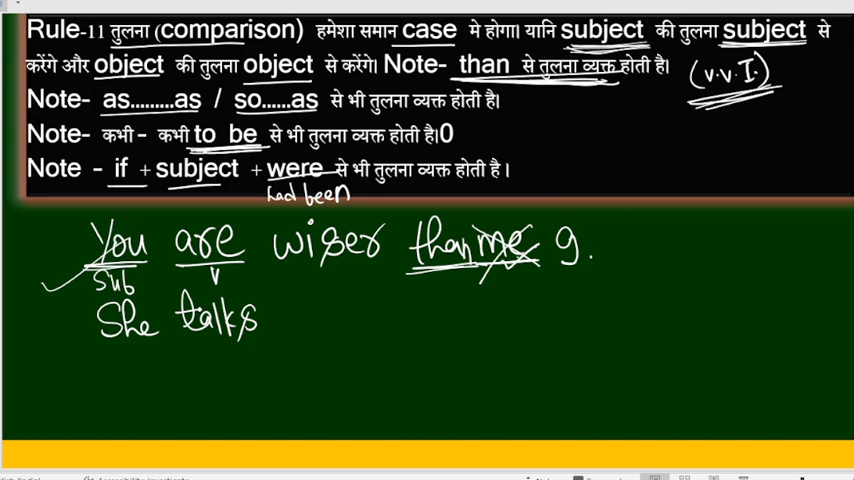 Rule-11 तुलना (comparison) हमेशा समान case मे होगा। यानि subject की तुलना subject से
करेंगे और object की तुलना object से करेंगे। Note- than से तुलना व्यक्त होती है। (v.v.I.)
Note- as.........as / so......as से भी तुलना व्यक्त होती है।
Note- कभी - कभी to be से भी तुलना व्यक्त होती है।0
Note - if + subject + were से भी तुलना व्यक्त होती है ।
had been
You are wiser than me I.
Sub V
She talks